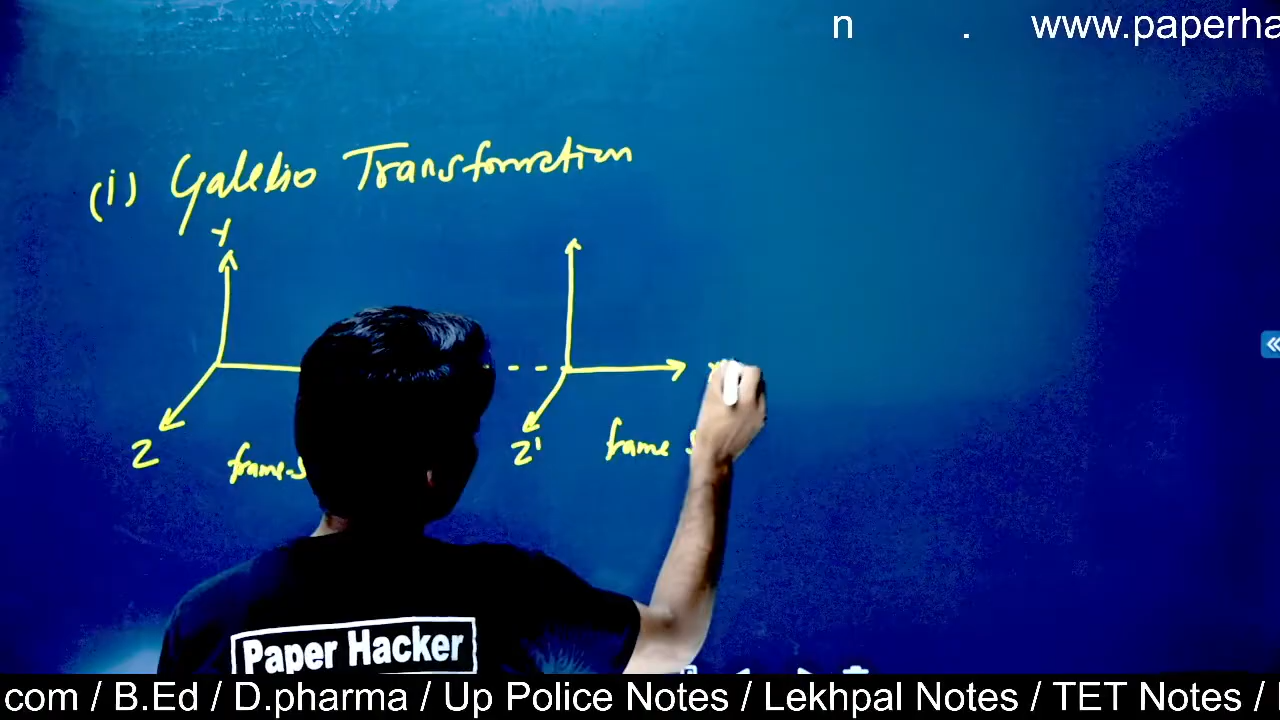 n . www.paperha
(i) Galelio Transformation
Y
Z
frame-S
Z'
frame
Paper Hacker
com / B.Ed / D.pharma / Up Police Notes / Lekhpal Notes / TET Notes /